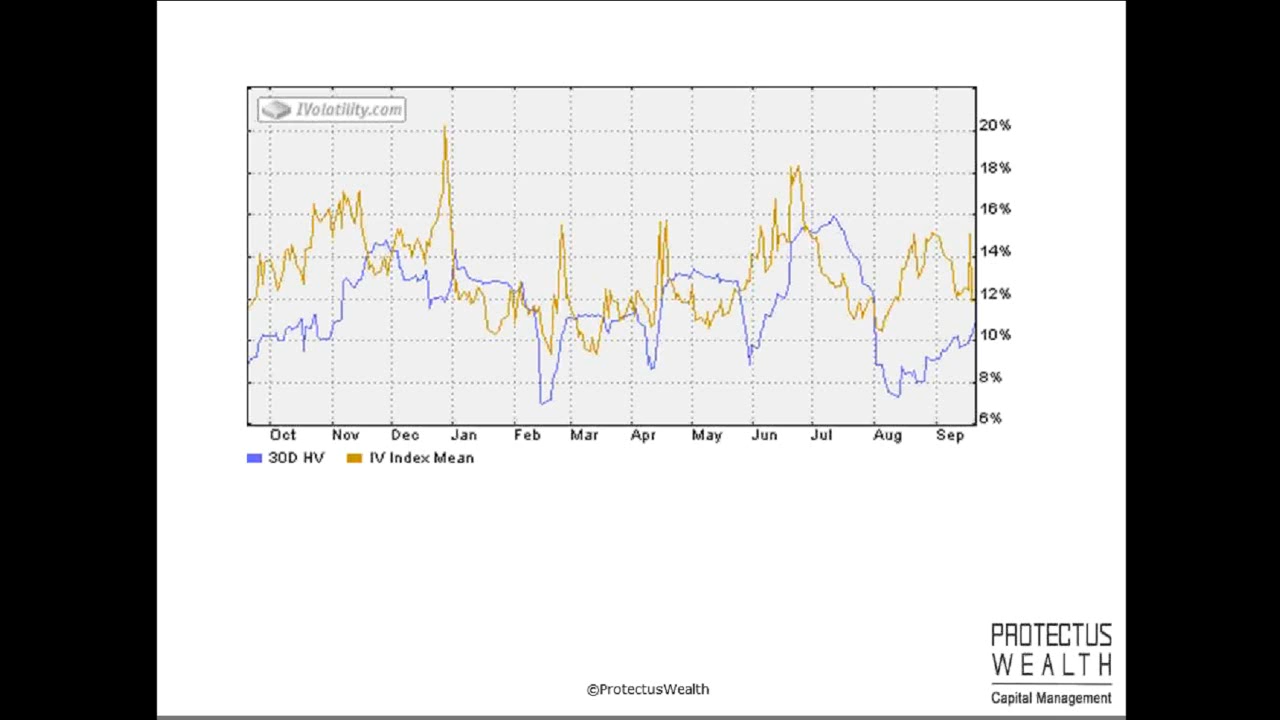 IVolatility.com
20%
18%
16%
14%
12%
10%
8%
6%
Oct Nov Dec Jan Feb Mar Apr May Jun Jul Aug Sep
30D HV IV Index Mean
PROTECTUS
WEALTH
Capital Management
©ProtectusWealth